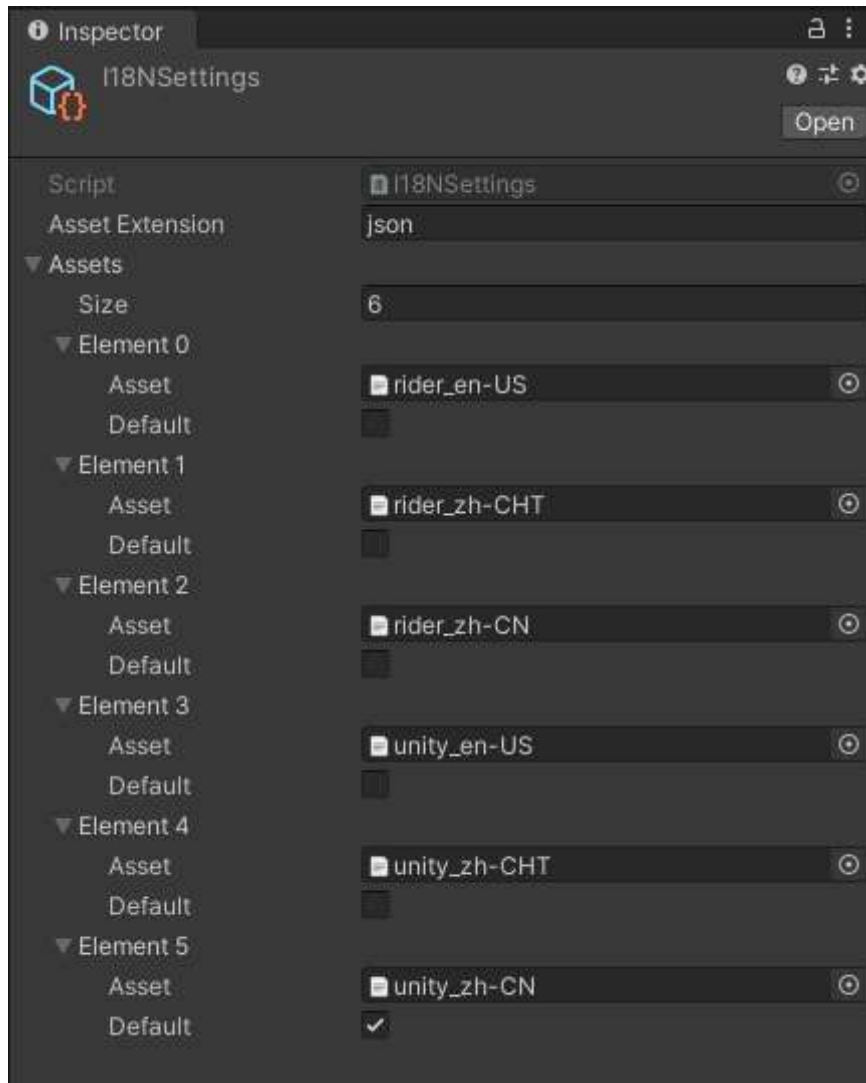 Inspector
I18NSettings
Open
Script I18NSettings
Asset Extension json
Assets
Size 6
Element 0
Asset rider_en-US
Default
Element 1
Asset rider_zh-CHT
Default
Element 2
Asset rider_zh-CN
Default
Element 3
Asset unity_en-US
Default
Element 4
Asset unity_zh-CHT
Default
Element 5
Asset unity_zh-CN
Default